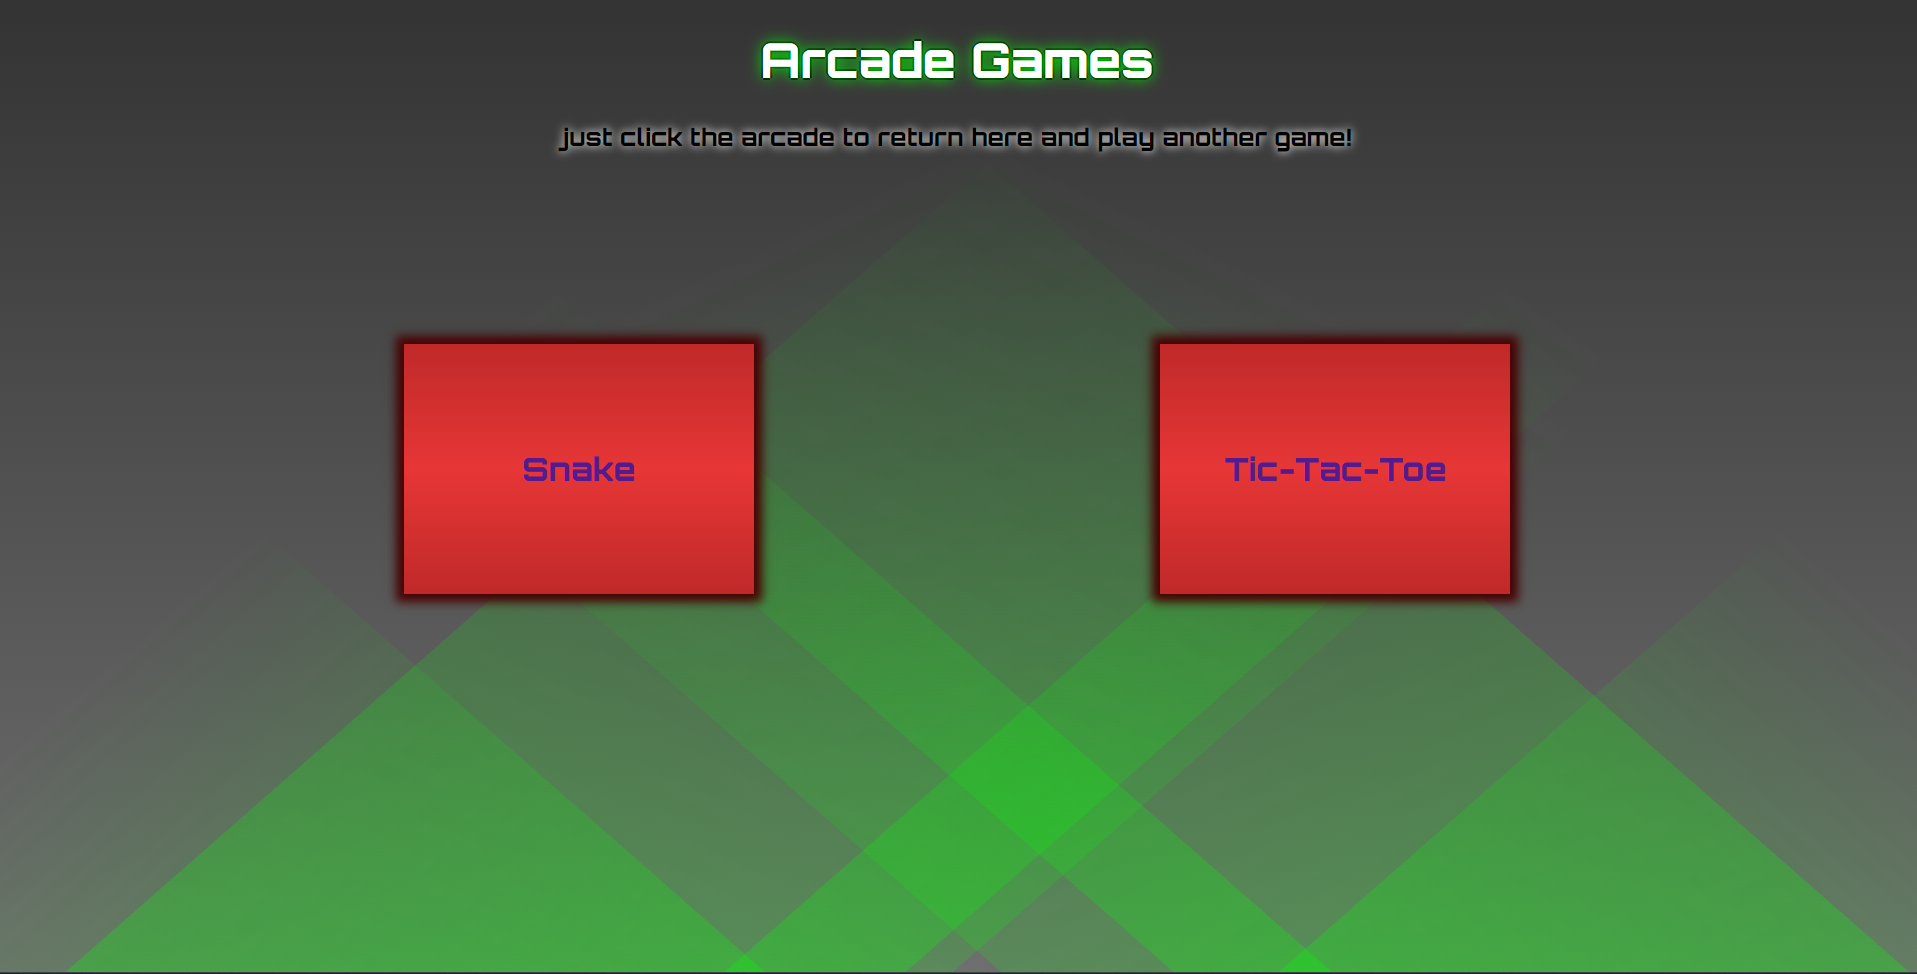 Arcade Games
just click the arcade to return here and play another game!
Snake
Tic-Tac-Toe